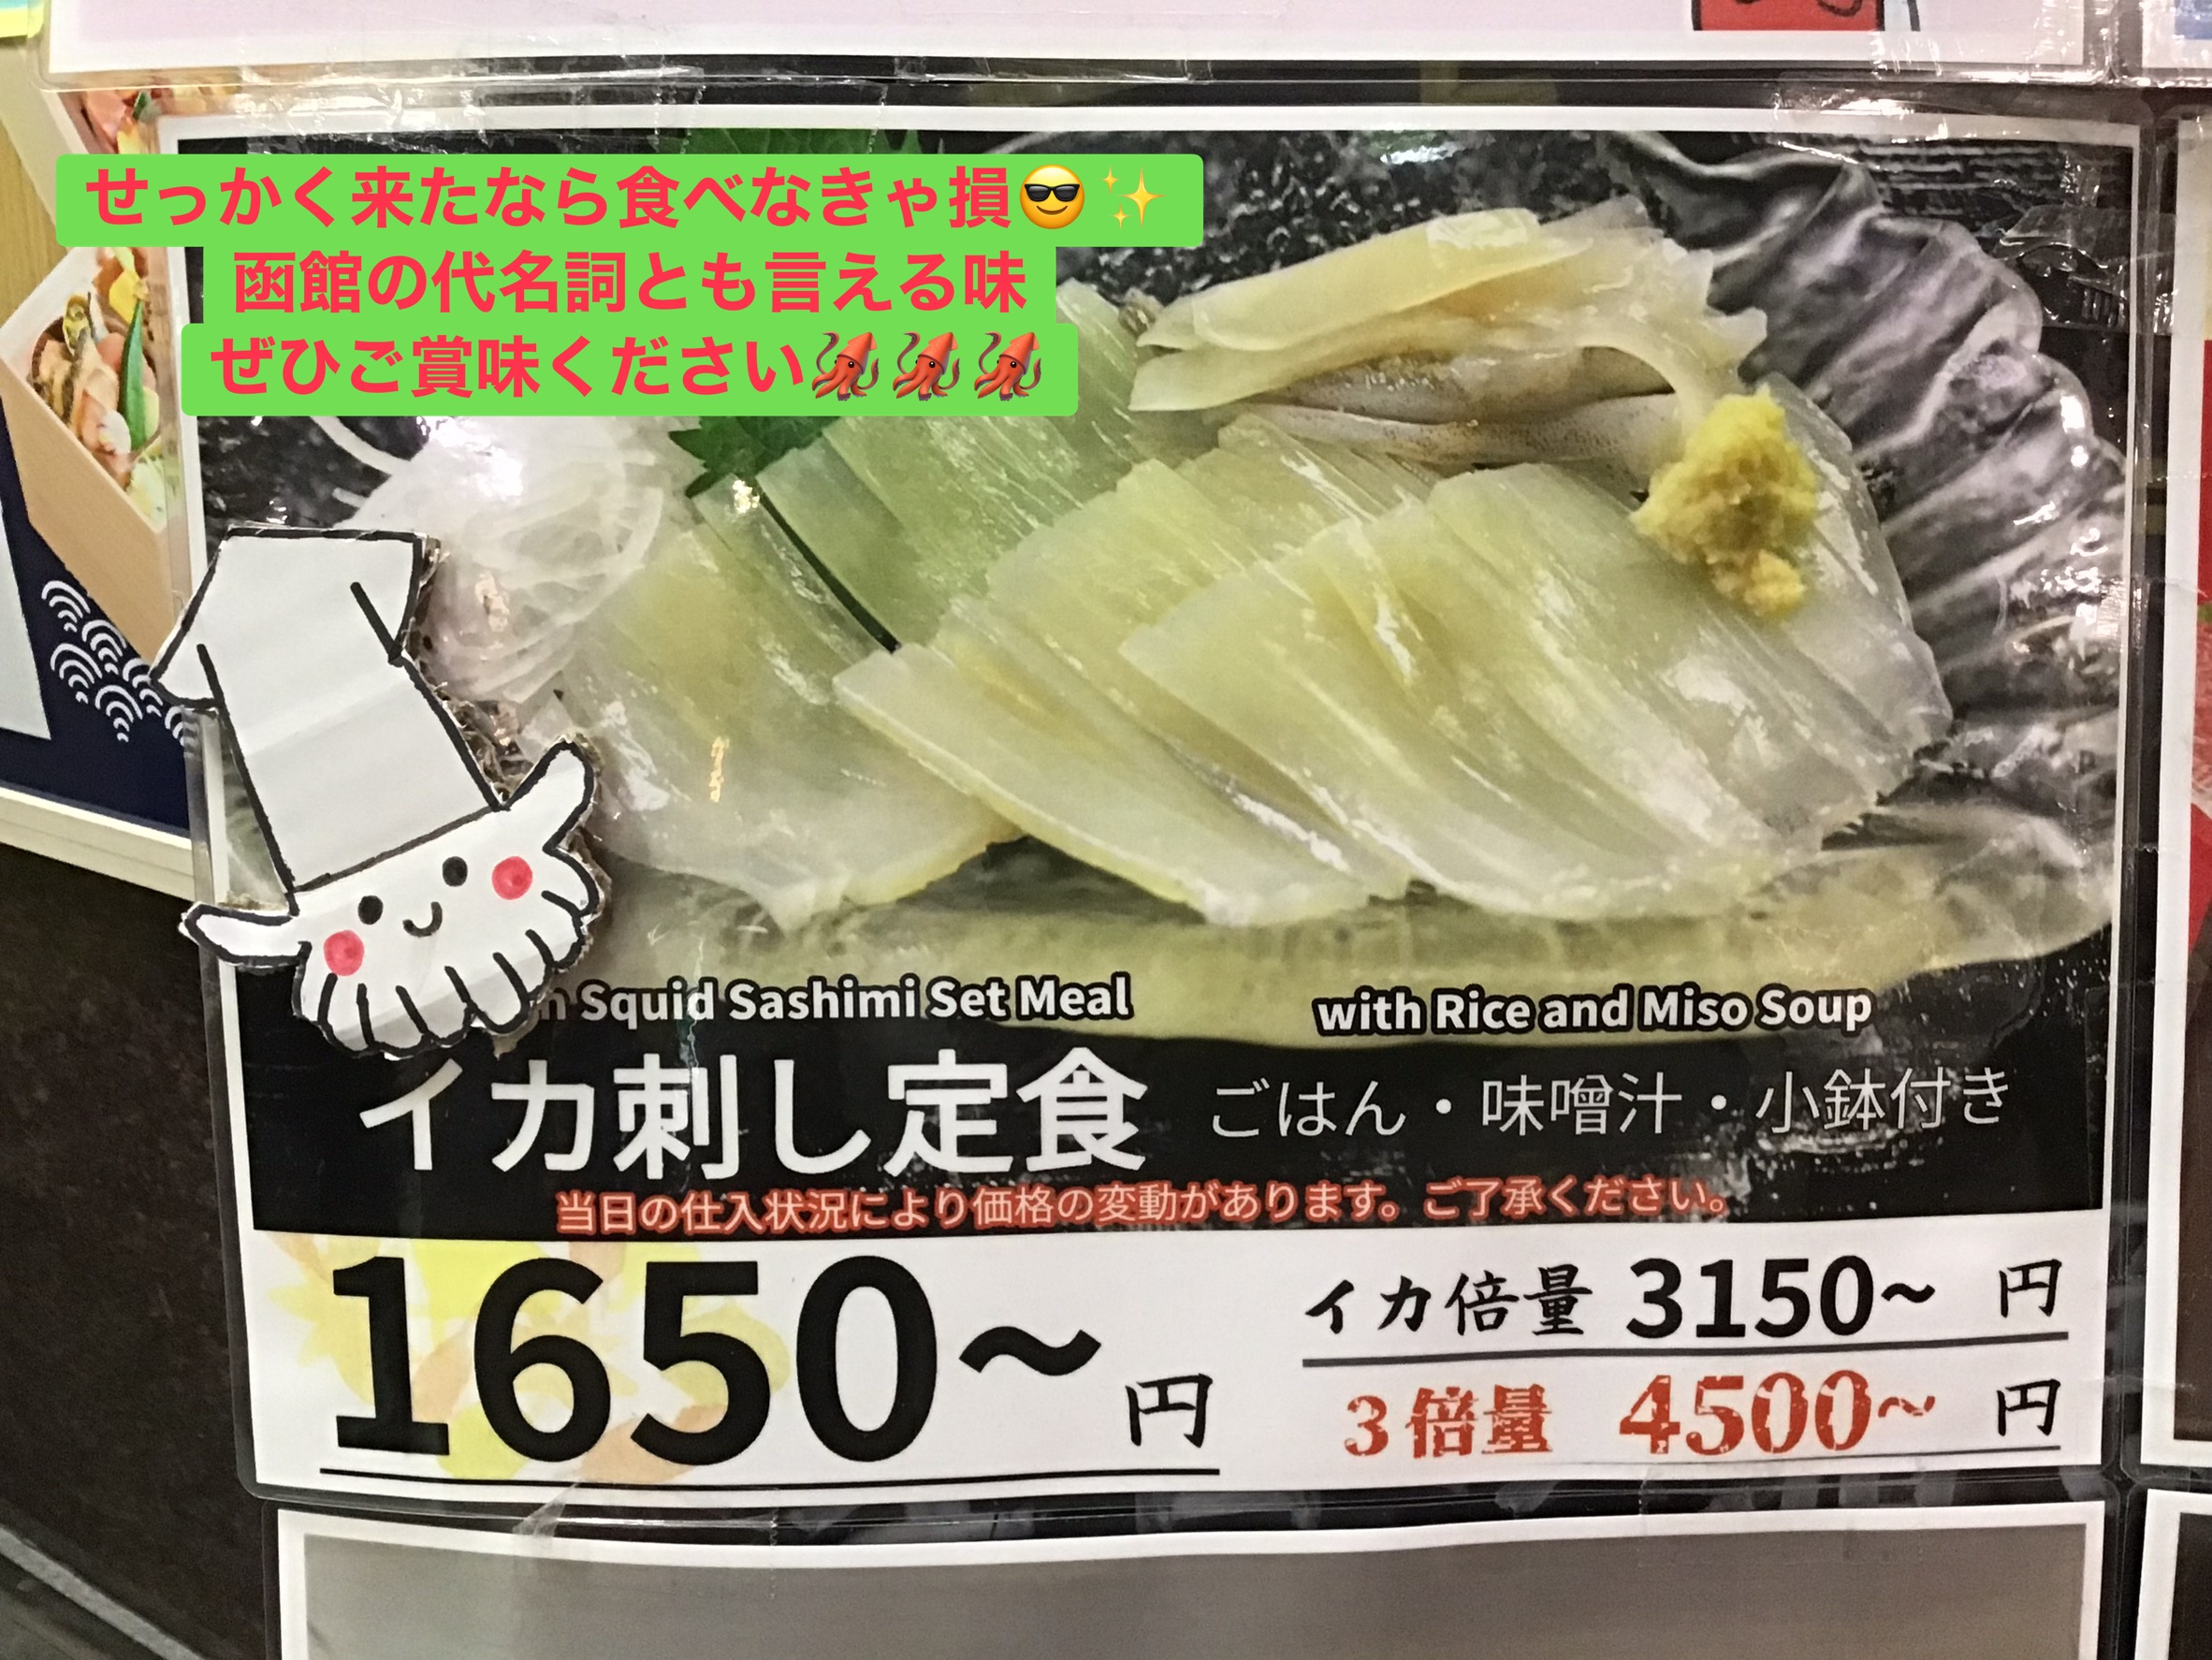 せっかく来たなら食べなきゃ損😎✨
函館の代名詞とも言える味
ぜひご賞味ください🦑🦑🦑
Squid Sashimi Set Meal with Rice and Miso Soup
イカ刺し定食 ごはん・味噌汁・小鉢付き
当日の仕入状況により価格の変動があります。ご了承ください。
1650~円
イカ倍量 3150~ 円
3倍量 4500~ 円